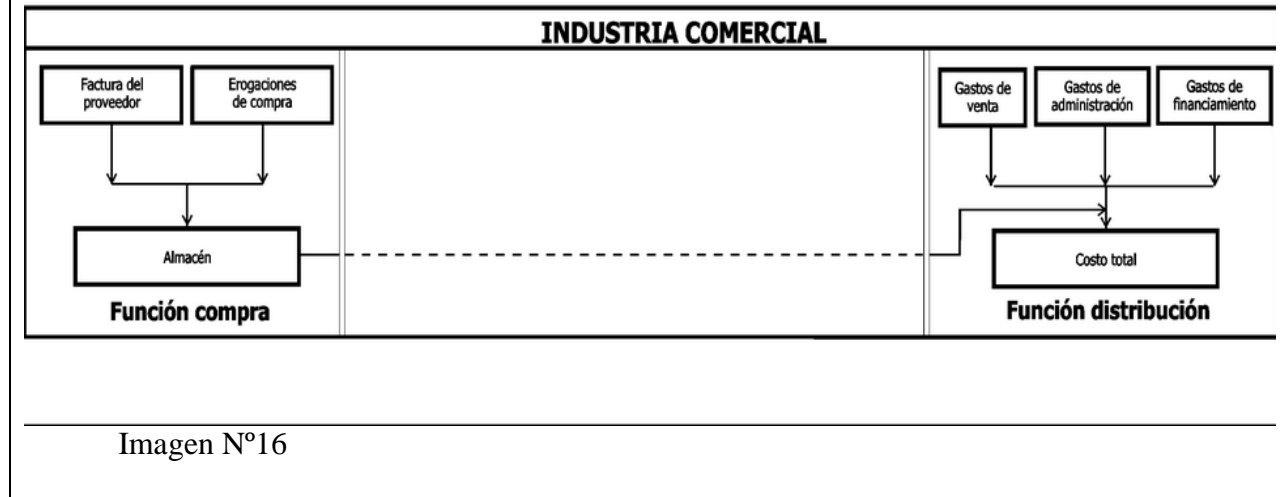 INDUSTRIA COMERCIAL
Factura del
proveedor
Erogaciones
de compra
Almacén
Función compra
Gastos de
venta
Gastos de
administración
Gastos de
financiamiento
Costo total
Función distribución
Imagen Nº16